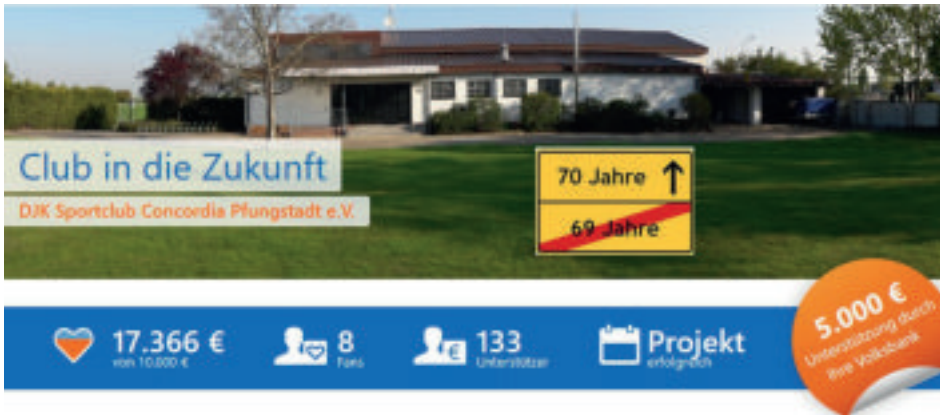 Club in die Zukunft
DJK Sportclub Concordia Pfungstadt e.V.
70 Jahre
69 Jahre
17.366 €
von 10.000 €
8
Fans
133
Unterstützer
Projekt
erfolgreich
5.000 €
Unterstützung durch
Ihre Volksbank